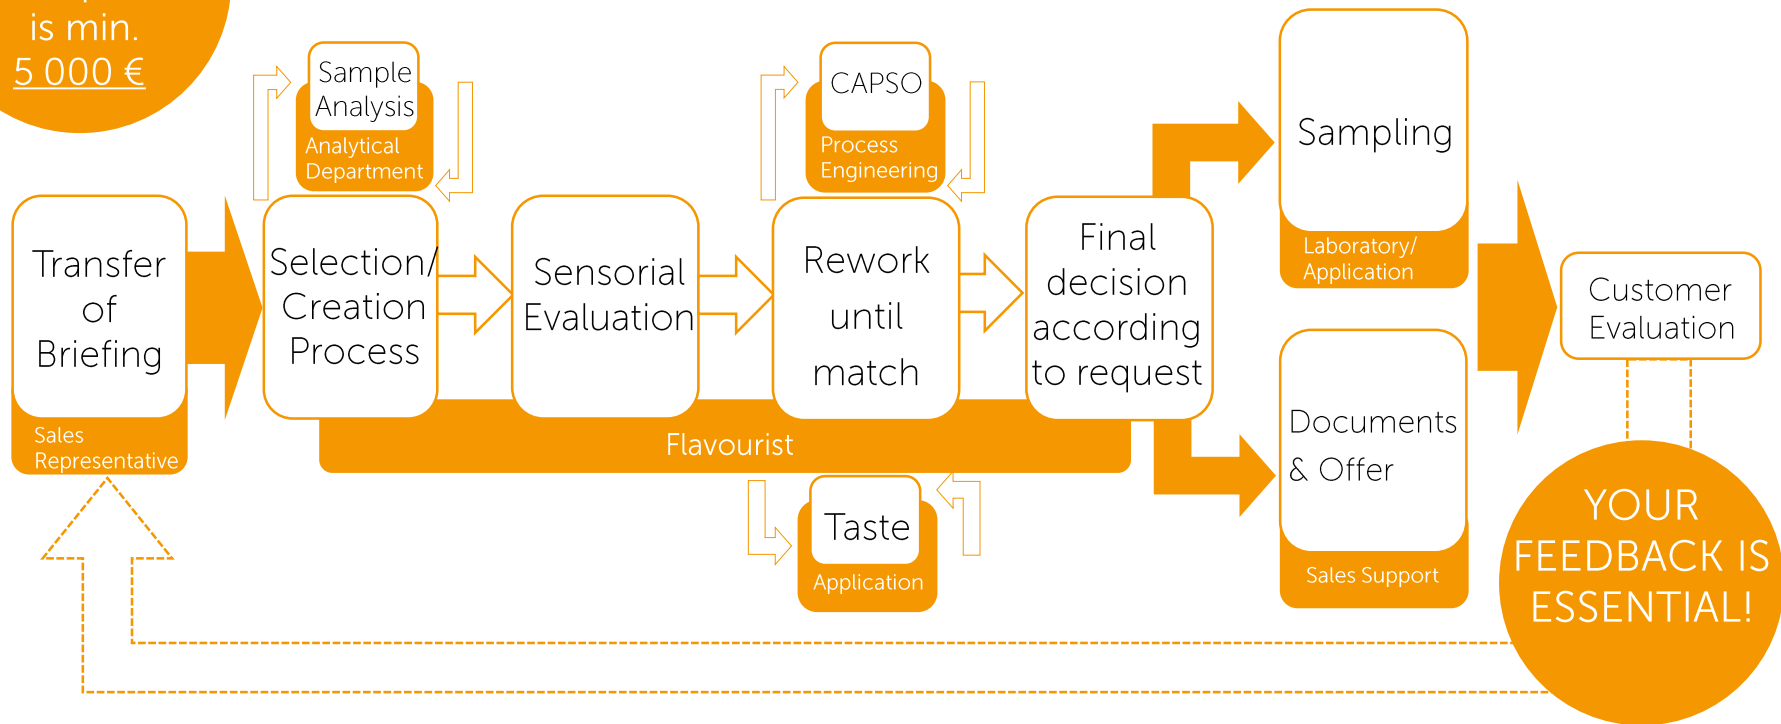 is min.
5 000 €
Sample
Analysis
Analytical
Department
CAPSO
Process
Engineering
Transfer
of
Briefing
Sales
Representative
Selection/
Creation
Process
Sensorial
Evaluation
Rework
until
match
Final
decision
according
to request
Flavourist
Taste
Application
Sampling
Laboratory/
Application
Documents
& Offer
Sales Support
Customer
Evaluation
YOUR
FEEDBACK IS
ESSENTIAL!